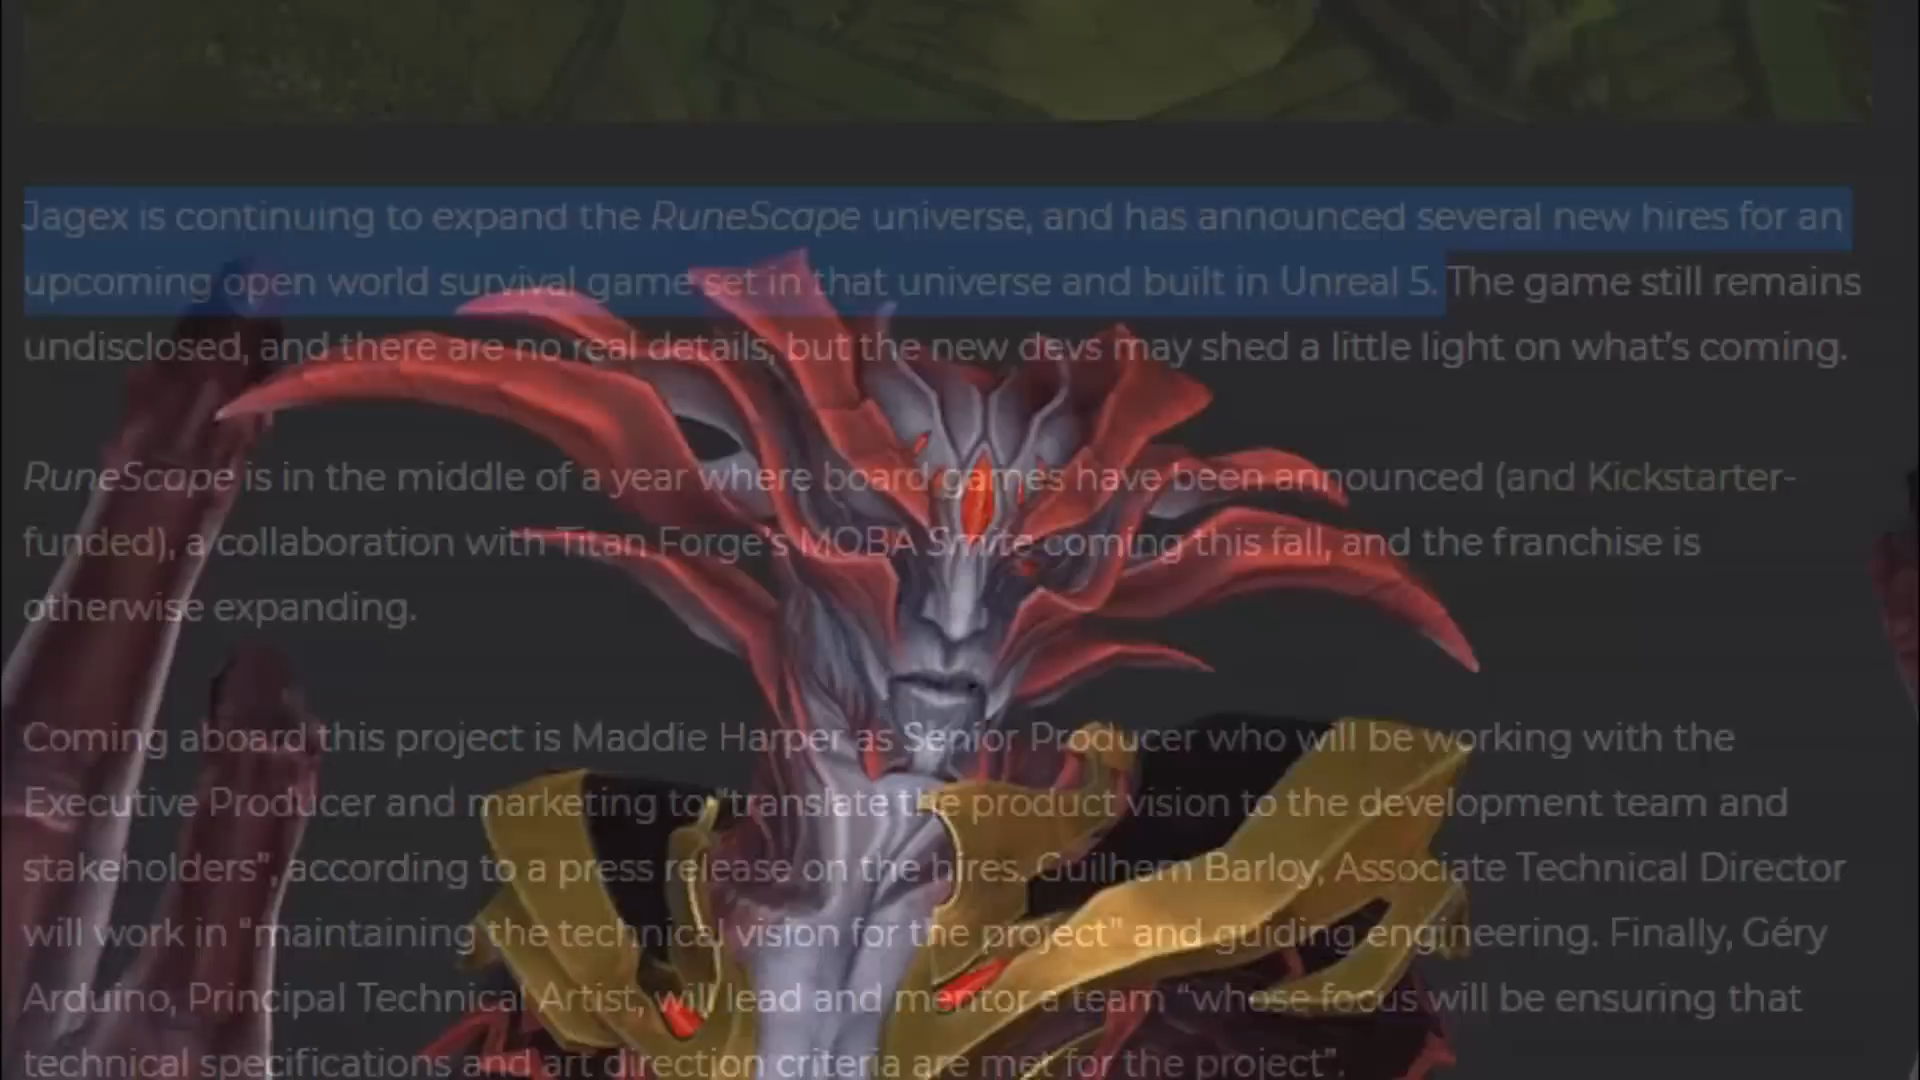 Jagex is continuing to expand the RuneScape universe, and has announced several new hires for an
upcoming open world survival game set in that universe and built in Unreal 5. The game still remains
undisclosed, and there are no real details, but the new devs may shed a little light on what's coming.
RuneScape is in the middle of a year where board games have been announced (and Kickstarter-
funded), a collaboration with Titan Forge's MOBA Smite coming this fall, and the franchise is
otherwise expanding.
Coming aboard this project is Maddie Harper as Senior Producer who will be working with the
Executive Producer and marketing to “translate the product vision to the development team and
stakeholders”, according to a press release on the hires. Guilhem Barloy, Associate Technical Director
will work in “maintaining the technical vision for the project” and guiding engineering. Finally, Géry
Arduino, Principal Technical Artist, will lead and mentor a team “whose focus will be ensuring that
technical specifications and art direction criteria are met for the project”.